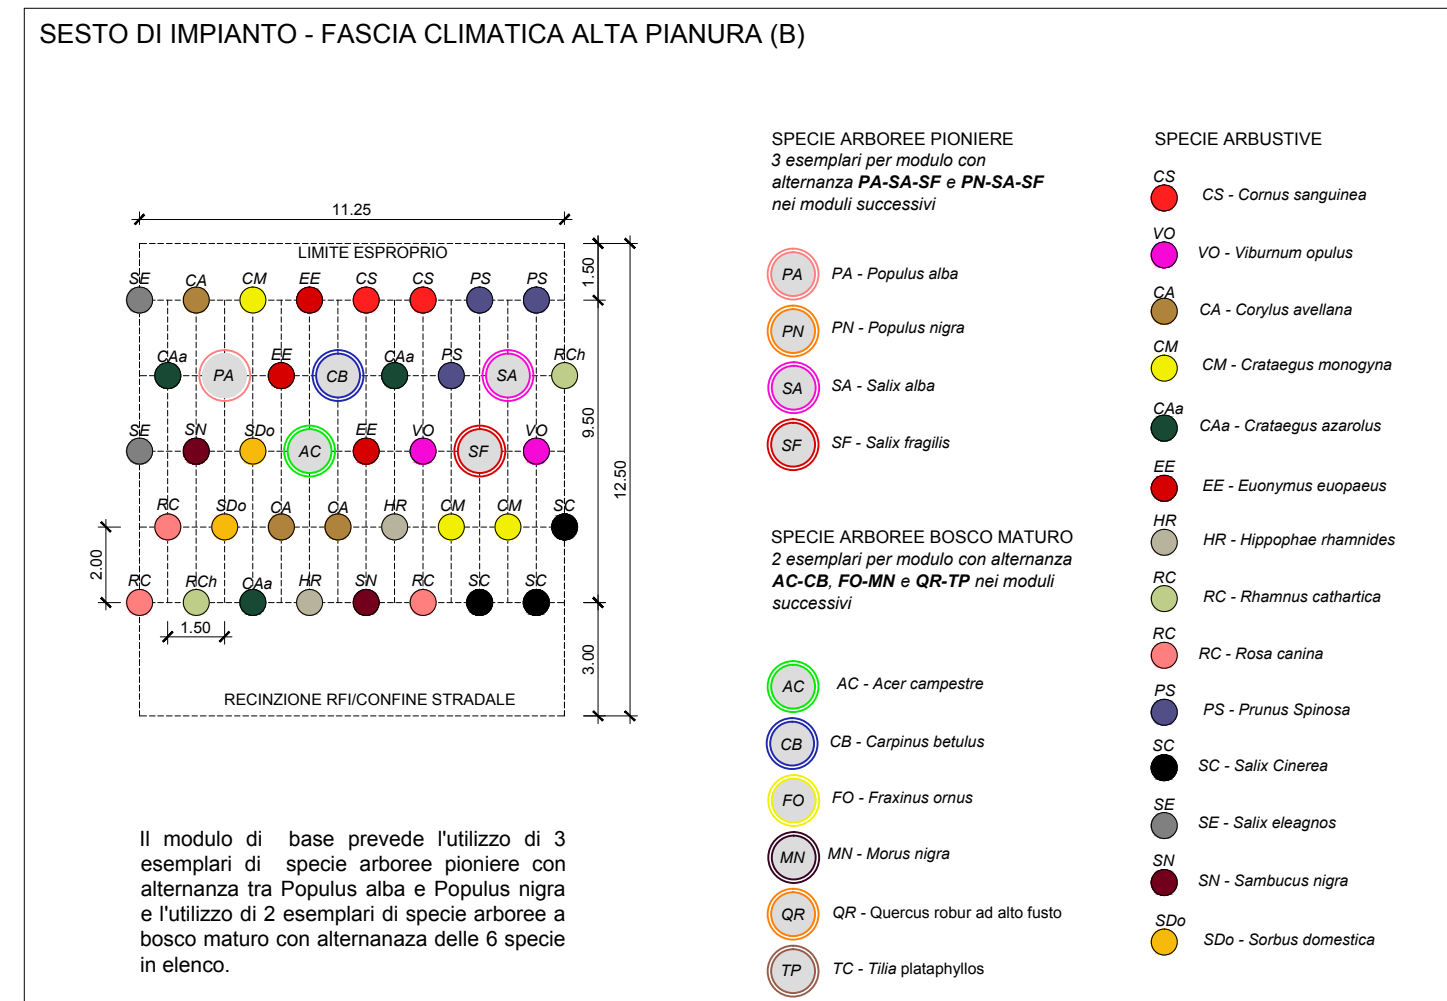 SESTO DI IMPIANTO - FASCIA CLIMATICA ALTA PIANURA (B)
11.25
LIMITE ESPROPRIO
1.50
SE CA CM EE CS CS PS PS
CAa PA EE CB CAa PS SA RCh
9.50
SE SN SDo AC EE VO SF VO
12.50
RC SDo CA CA HR CM CM SC
2.00
RC RCh CAa HR SN RC SC SC
1.50
3.00
RECINZIONE RFI/CONFINE STRADALE
Il modulo di base prevede l'utilizzo di 3
esemplari di specie arboree pioniere con
alternanza tra Populus alba e Populus nigra
e l'utilizzo di 2 esemplari di specie arboree a
bosco maturo con alternanaza delle 6 specie
in elenco.
SPECIE ARBOREE PIONIERE
3 esemplari per modulo con
alternanza PA-SA-SF e PN-SA-SF
nei moduli successivi
PA PA - Populus alba
PN PN - Populus nigra
SA SA - Salix alba
SF SF - Salix fragilis
SPECIE ARBOREE BOSCO MATURO
2 esemplari per modulo con alternanza
AC-CB, FO-MN e QR-TP nei moduli
successivi
AC AC - Acer campestre
CB CB - Carpinus betulus
FO FO - Fraxinus ornus
MN MN - Morus nigra
QR QR - Quercus robur ad alto fusto
TP TC - Tilia plataphyllos
SPECIE ARBUSTIVE
CS CS - Cornus sanguinea
VO VO - Viburnum opulus
CA CA - Corylus avellana
CM CM - Crataegus monogyna
CAa CAa - Crataegus azarolus
EE EE - Euonymus euopaeus
HR HR - Hippophae rhamnides
RC RC - Rhamnus cathartica
RC RC - Rosa canina
PS PS - Prunus Spinosa
SC SC - Salix Cinerea
SE SE - Salix eleagnos
SN SN - Sambucus nigra
SDo SDo - Sorbus domestica